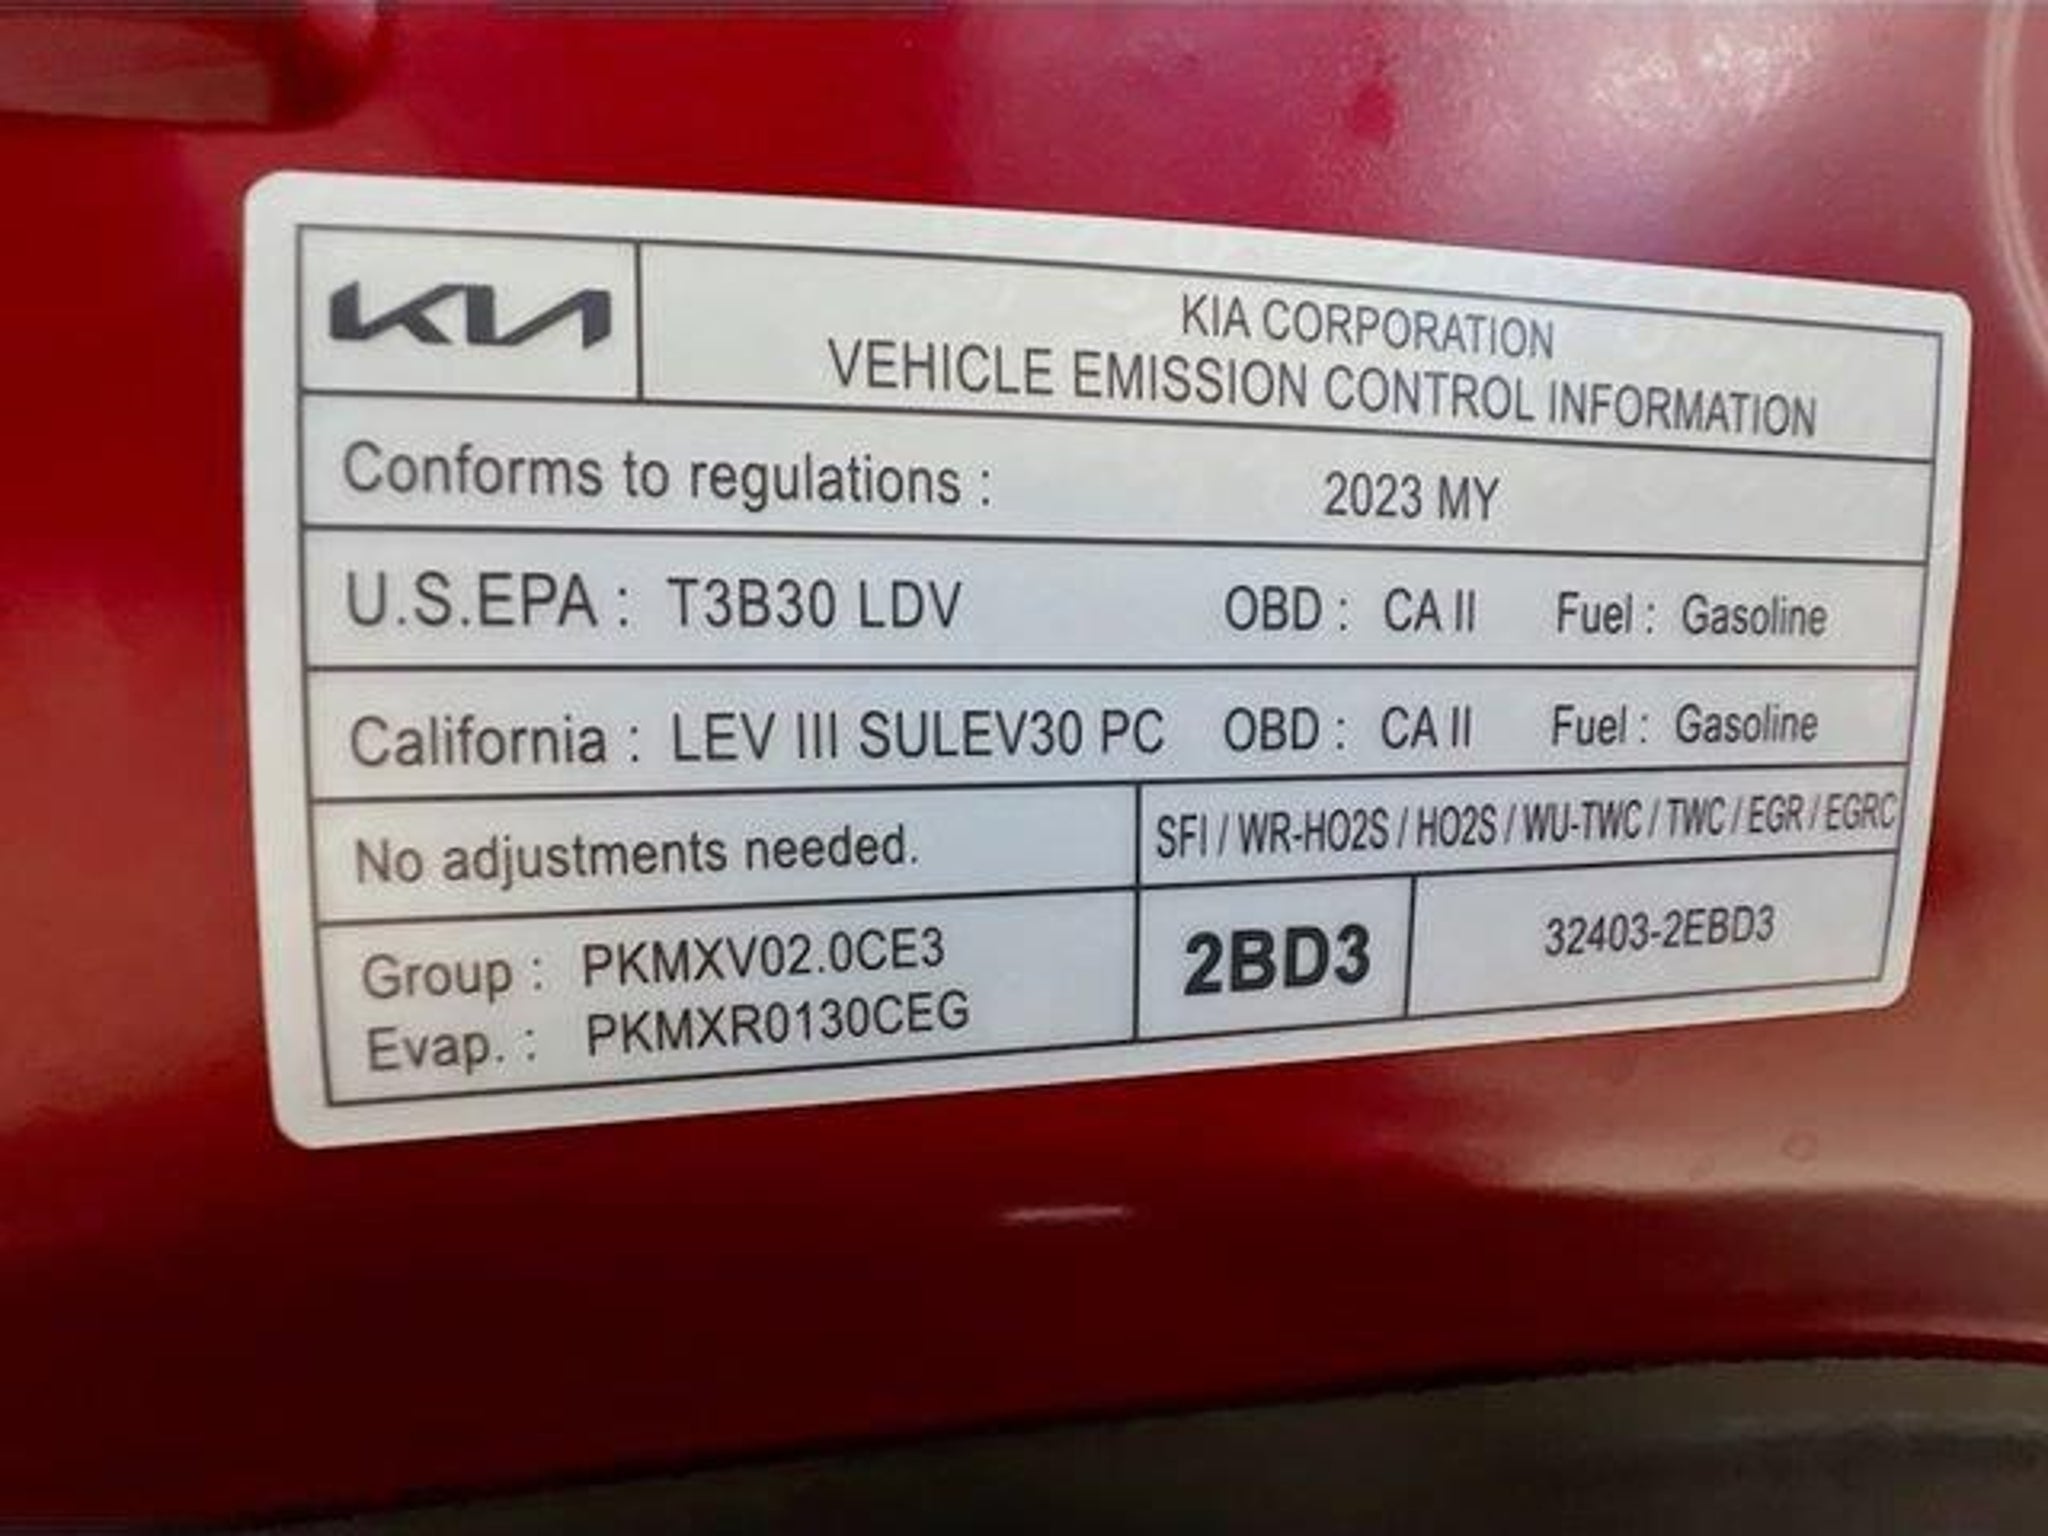 KIA
KIA CORPORATION
VEHICLE EMISSION CONTROL INFORMATION
Conforms to regulations : 2023 MY
U.S.EPA : T3B30 LDV OBD : CA II Fuel : Gasoline
California : LEV III SULEV30 PC OBD : CA II Fuel : Gasoline
No adjustments needed. SFI / WR-HO2S / HO2S / WU-TWC / TWC / EGR / EGRC
Group : PKMXV02.0CE3
Evap. : PKMXR0130CEG
2BD3
32403-2EBD3